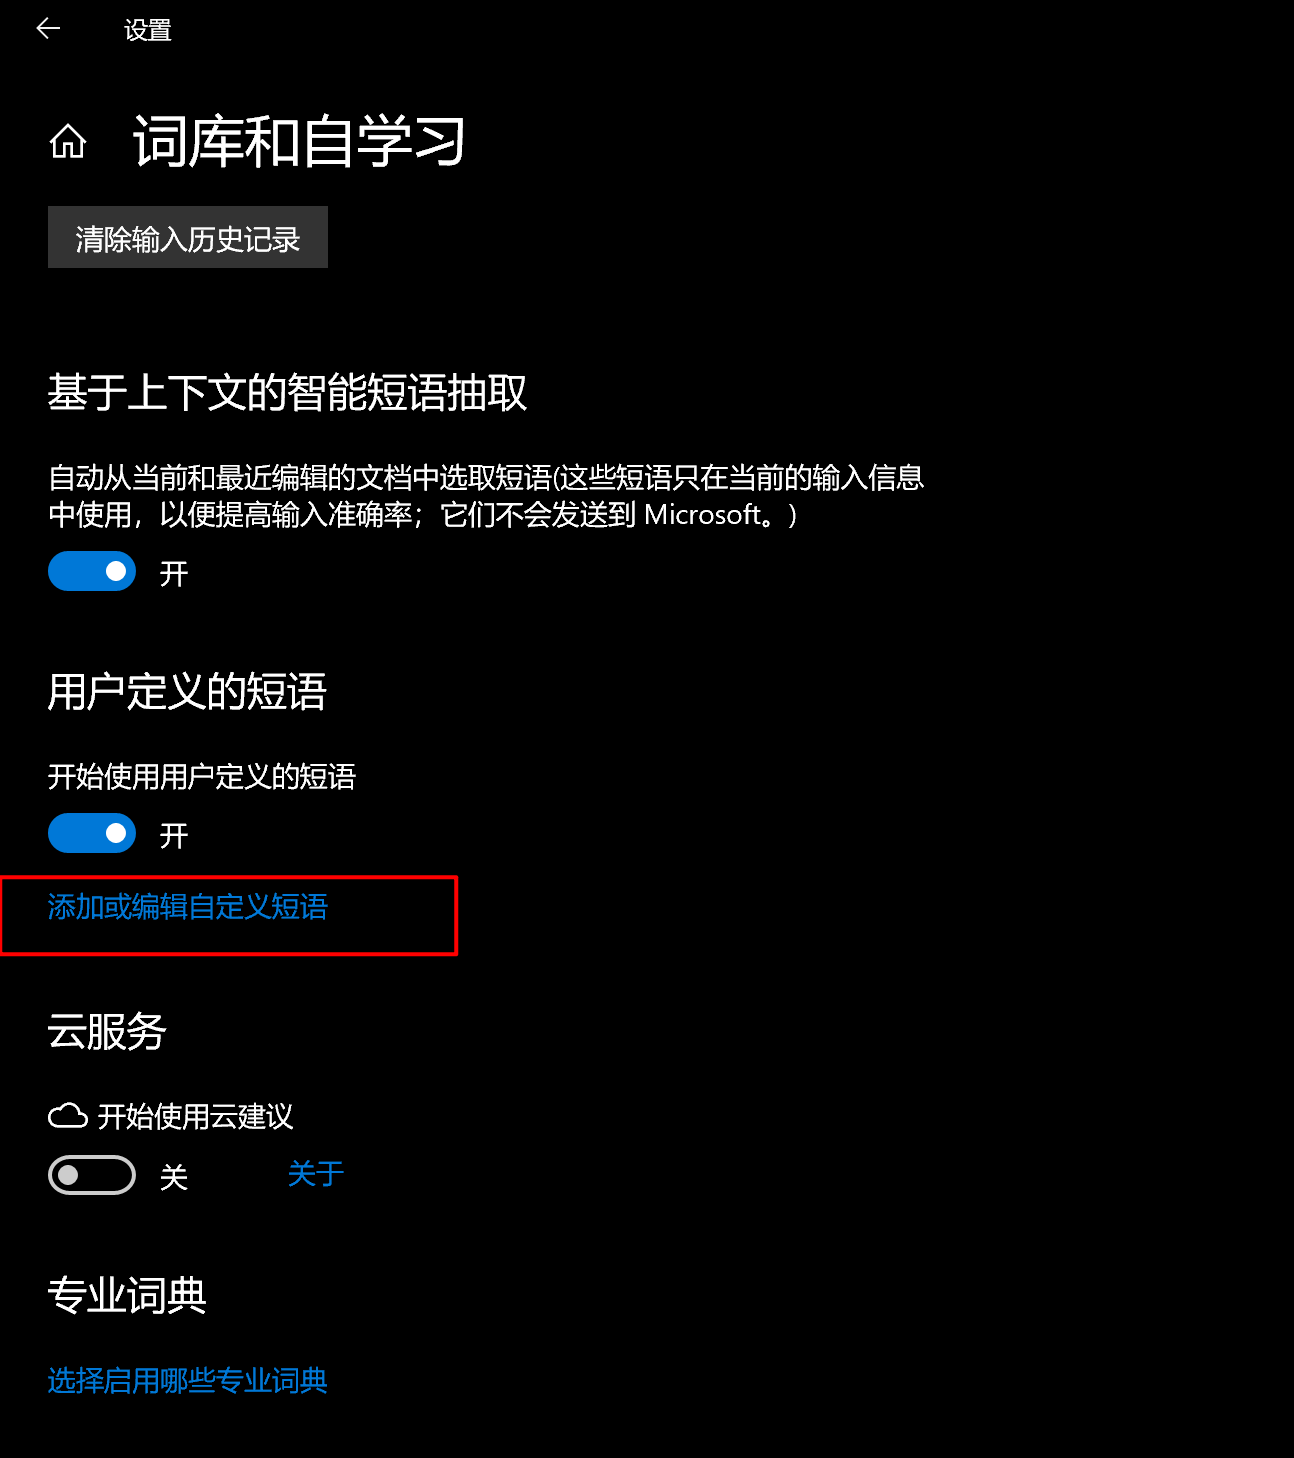 设置
词库和自学习
清除输入历史记录
基于上下文的智能短语抽取
自动从当前和最近编辑的文档中选取短语(这些短语只在当前的输入信息
中使用，以便提高输入准确率；它们不会发送到 Microsoft。)
开
用户定义的短语
开始使用用户定义的短语
开
添加或编辑自定义短语
云服务
开始使用云建议
关 关于
专业词典
选择启用哪些专业词典